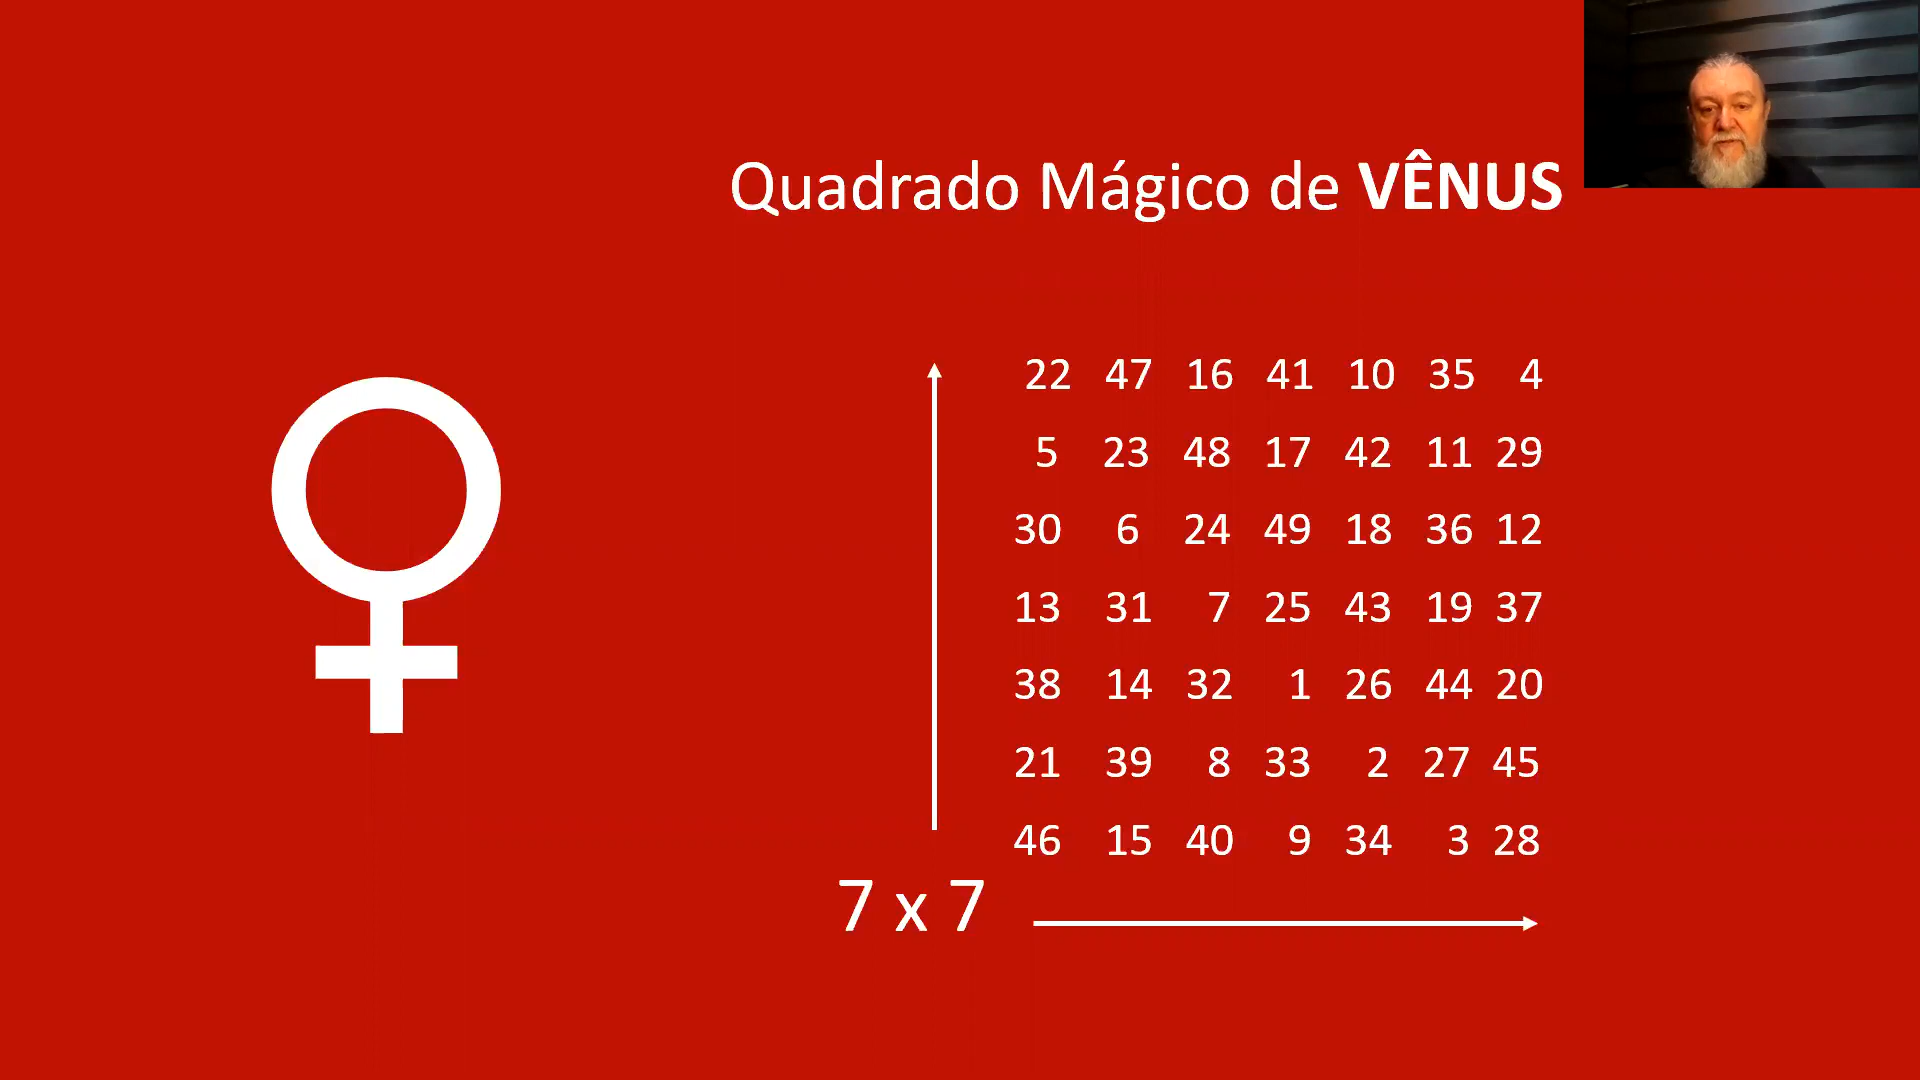 Quadrado Mágico de VÊNUS
22 47 16 41 10 35 4
5 23 48 17 42 11 29
30 6 24 49 18 36 12
13 31 7 25 43 19 37
38 14 32 1 26 44 20
21 39 8 33 2 27 45
46 15 40 9 34 3 28
7 x 7